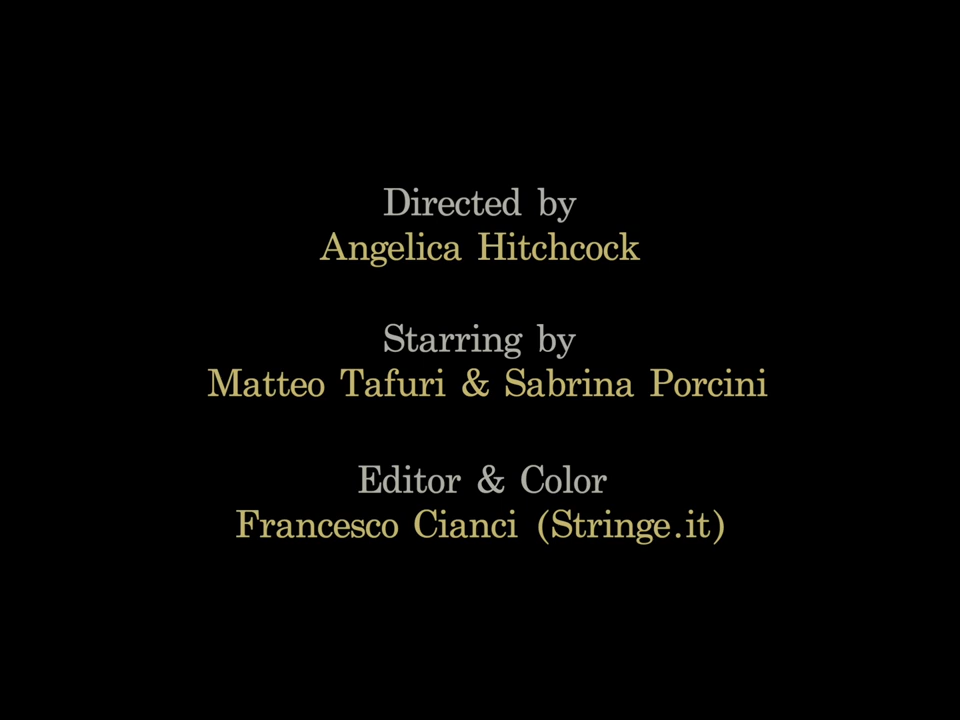 Directed by
Angelica Hitchcock
Starring by
Matteo Tafuri & Sabrina Porcini
Editor & Color
Francesco Cianci (Stringe.it)